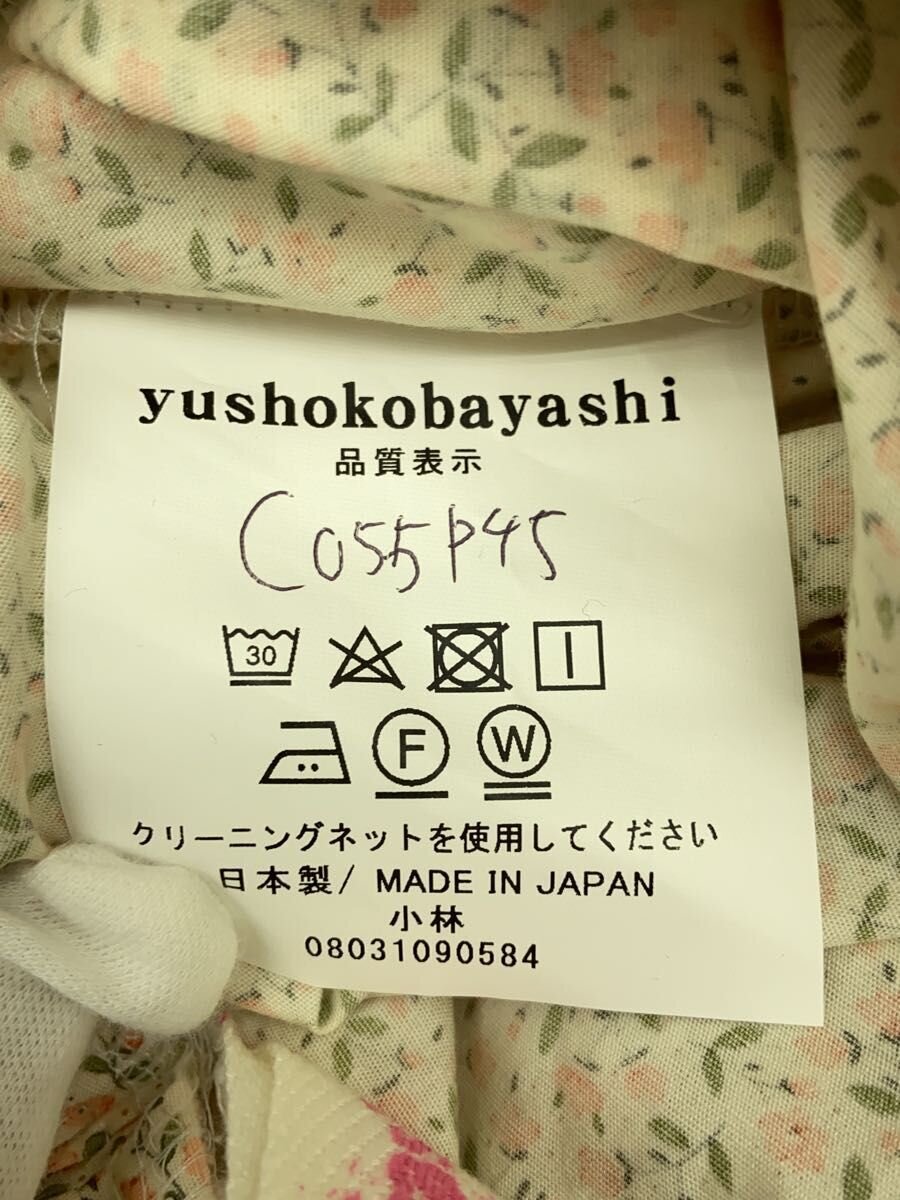 yushokobayashi
品質表示
C055P45
30
F W
クリーニングネットを使用してください
日本製/ MADE IN JAPAN
小林
08031090584